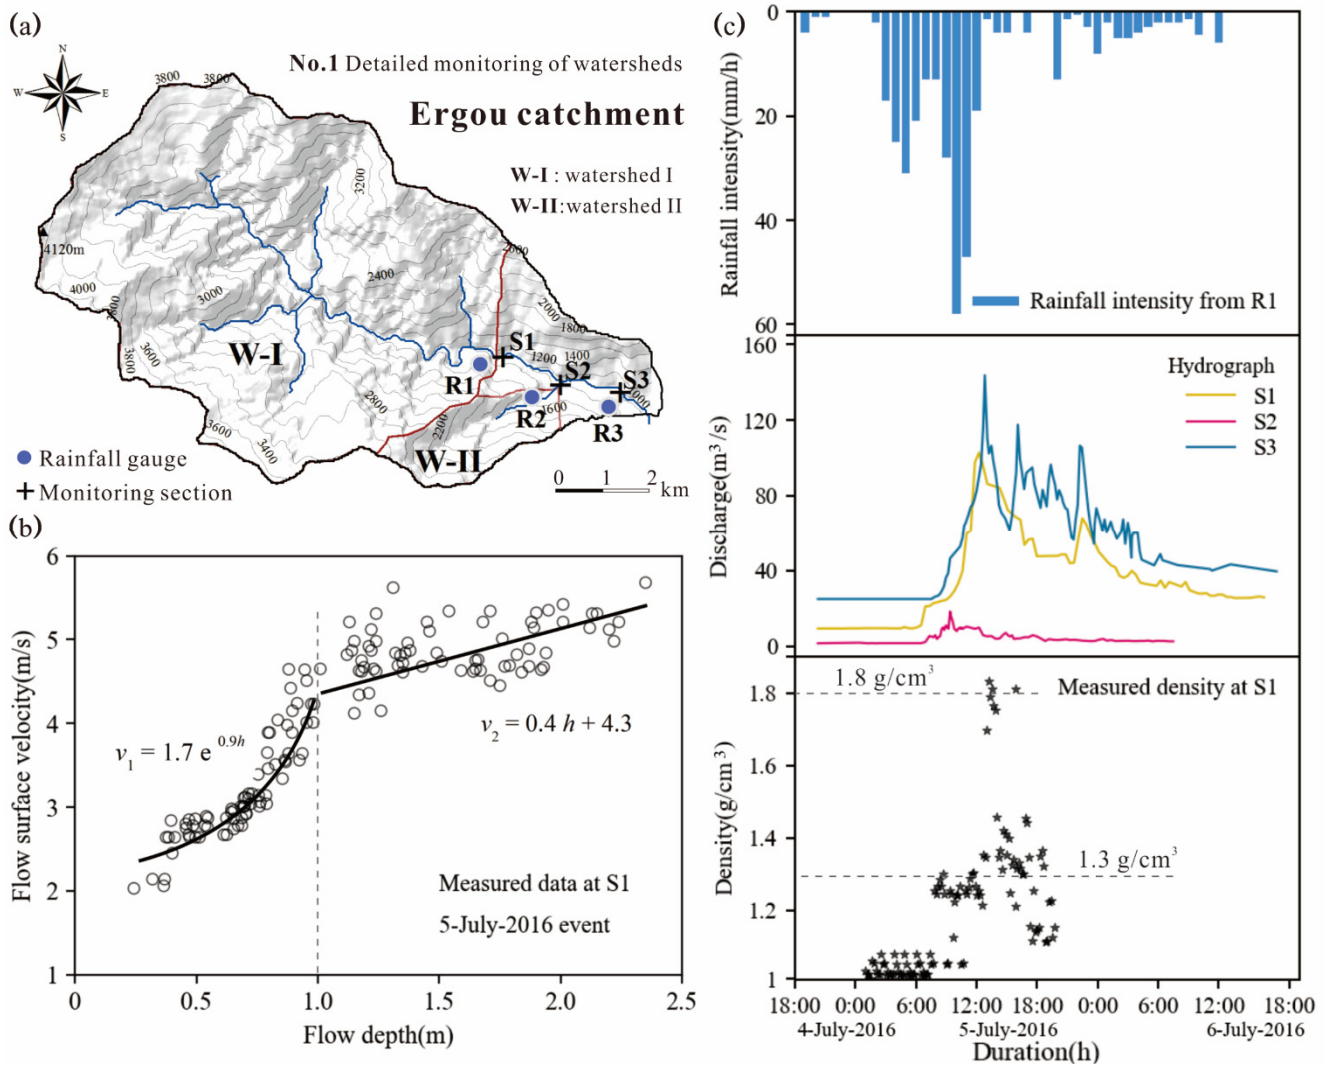 (a)
No.1 Detailed monitoring of watersheds
Ergou catchment
W-I : watershed I
W-II:watershed II
N
W
E
S
3800
3800
3200
4120m
4000
3800
3000
2400
2600
2000
1800
1400
1200
1000
1600
3600
3800
2800
2200
3600
3400
W-I
W-II
S1
S2
S3
R1
R2
R3
Rainfall gauge
Monitoring section
0 1 2 km
(b)
Flow surface velocity(m/s)
6
5
4
3
2
1
v₁ = 1.7 e^0.9h
v₂ = 0.4 h + 4.3
Measured data at S1
5-July-2016 event
0 0.5 1.0 1.5 2.0 2.5
Flow depth(m)
(c)
Rainfall intensity(mm/h)
0
20
40
60
Rainfall intensity from R1
Discharge(m³/s)
160
120
80
40
0
Hydrograph
S1
S2
S3
Density(g/cm³)
1.8
1.6
1.4
1.2
1
1.8 g/cm³
Measured density at S1
1.3 g/cm³
18:00 0:00 6:00 12:00 18:00 0:00 6:00 12:00 18:00
4-July-2016 5-July-2016 6-July-2016
Duration(h)